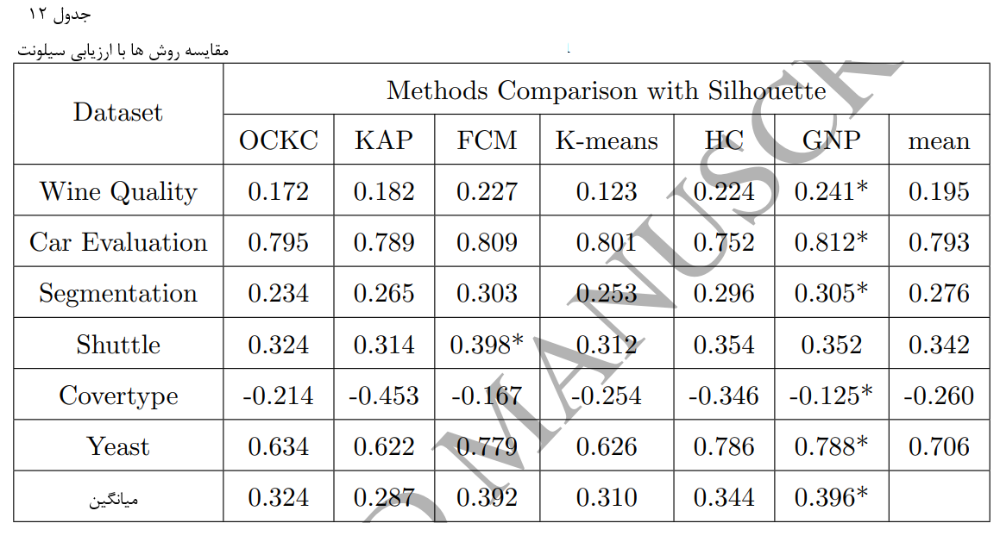 جدول ۱۲
مقایسه روش ها با ارزیابی سیلونت
Dataset
Methods Comparison with Silhouette
OCKC KAP FCM K-means HC GNP mean
Wine Quality 0.172 0.182 0.227 0.123 0.224 0.241* 0.195
Car Evaluation 0.795 0.789 0.809 0.801 0.752 0.812* 0.793
Segmentation 0.234 0.265 0.303 0.253 0.296 0.305* 0.276
Shuttle 0.324 0.314 0.398* 0.312 0.354 0.352 0.342
Covertype -0.214 -0.453 -0.167 -0.254 -0.346 -0.125* -0.260
Yeast 0.634 0.622 0.779 0.626 0.786 0.788* 0.706
میانگین 0.324 0.287 0.392 0.310 0.344 0.396*
D MANUSCR